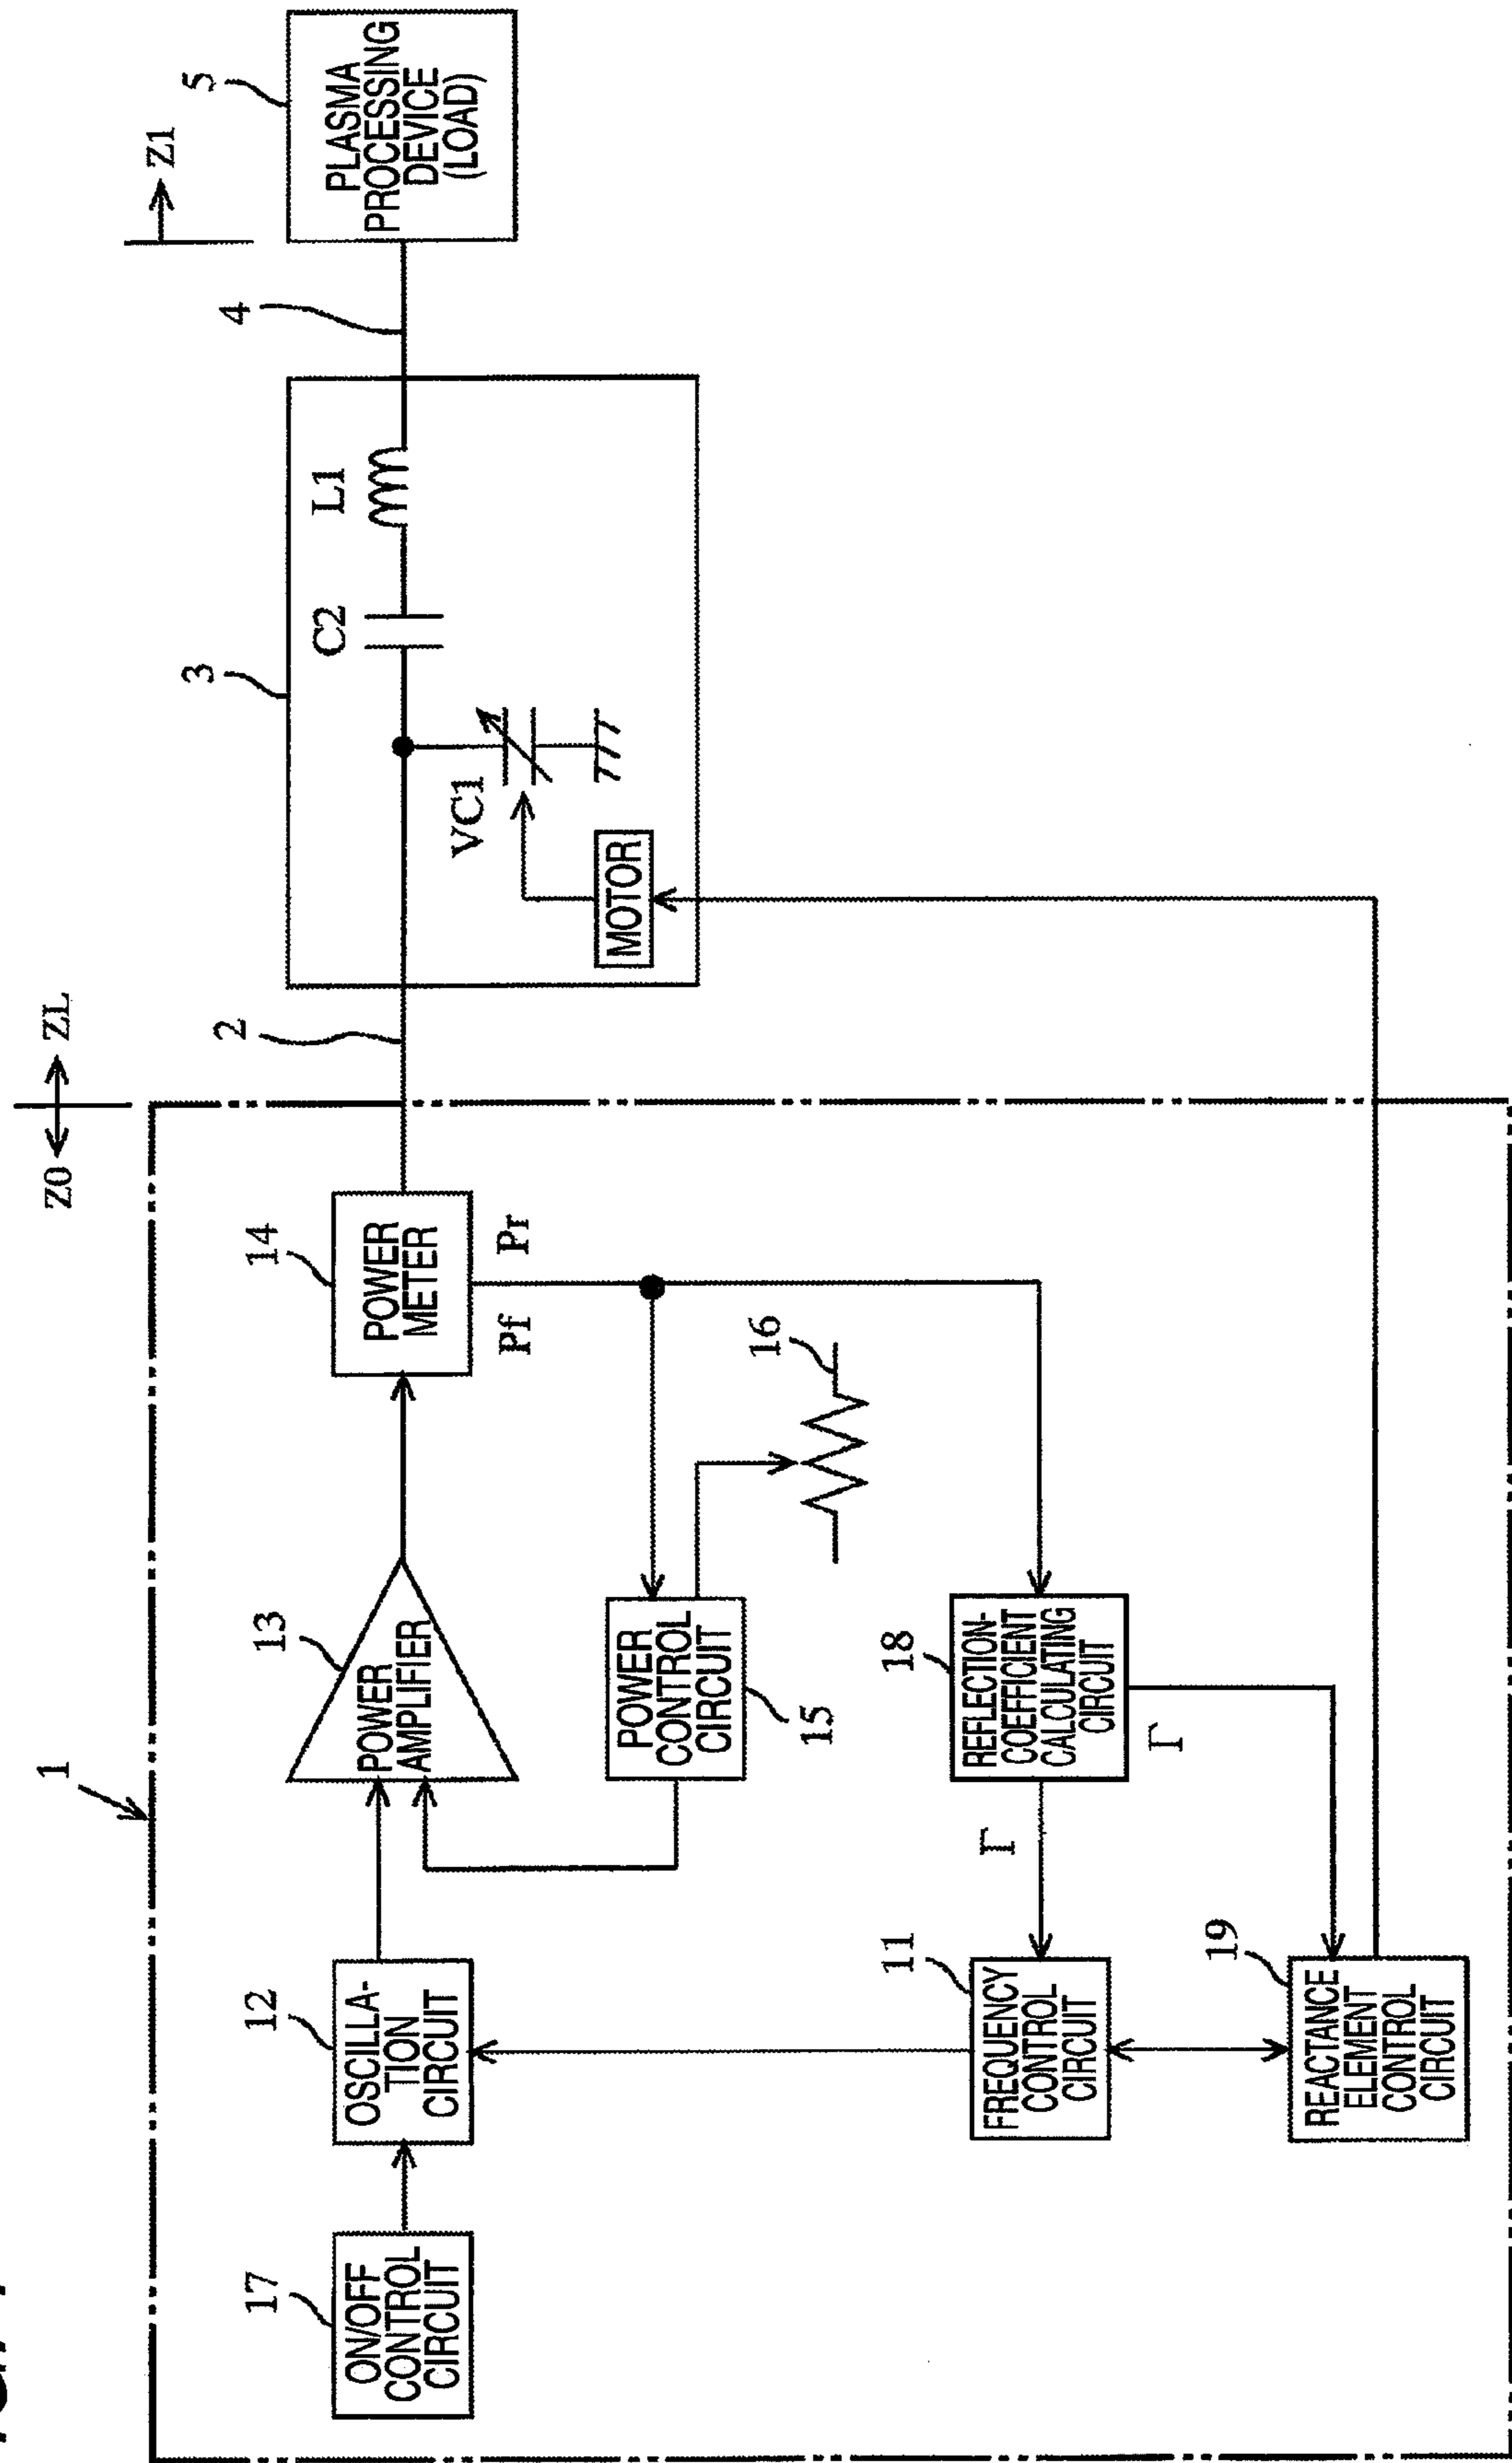 1
Z0
ZL
Z1
17
ON/OFF
CONTROL
CIRCUIT
12
OSCILLA-
TION
CIRCUIT
13
POWER
AMPLIFIER
14
POWER
METER
Pf
Pr
2
3
VC1
C2
L1
MOTOR
4
5
PLASMA
PROCESSING
DEVICE
(LOAD)
POWER
CONTROL
CIRCUIT
15
16
11
FREQUENCY
CONTROL
CIRCUIT
Γ
18
REFLECTION-
COEFFICIENT
CALCULATING
CIRCUIT
Γ
19
REACTANCE
ELEMENT
CONTROL
CIRCUIT